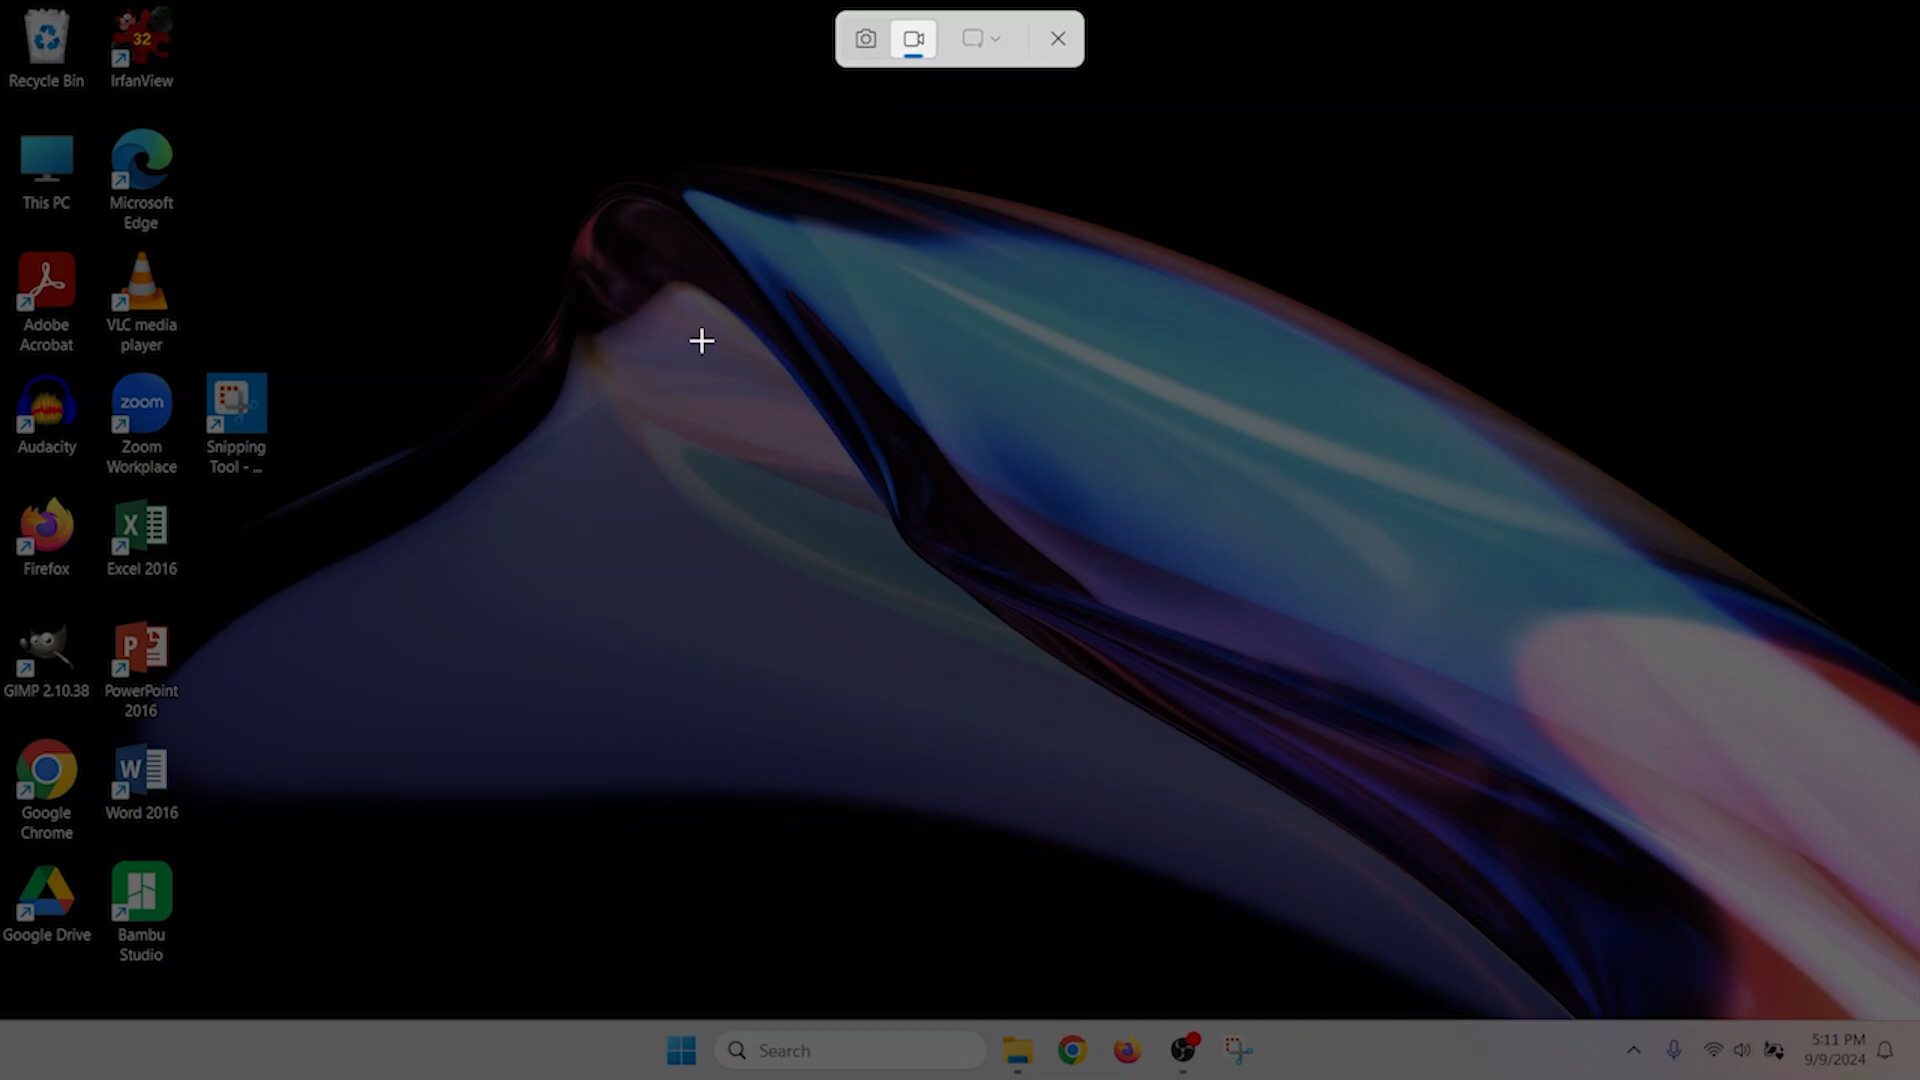 Recycle Bin
32
IrfanView
This PC
Microsoft
Edge
Adobe
Acrobat
VLC media
player
Audacity
zoom
Zoom
Workplace
Snipping
Tool - ...
Firefox
X
Excel 2016
GIMP 2.10.38
P
PowerPoint
2016
Google
Chrome
W
Word 2016
Google Drive
Bambu
Studio
Search
5:11 PM
9/9/2024